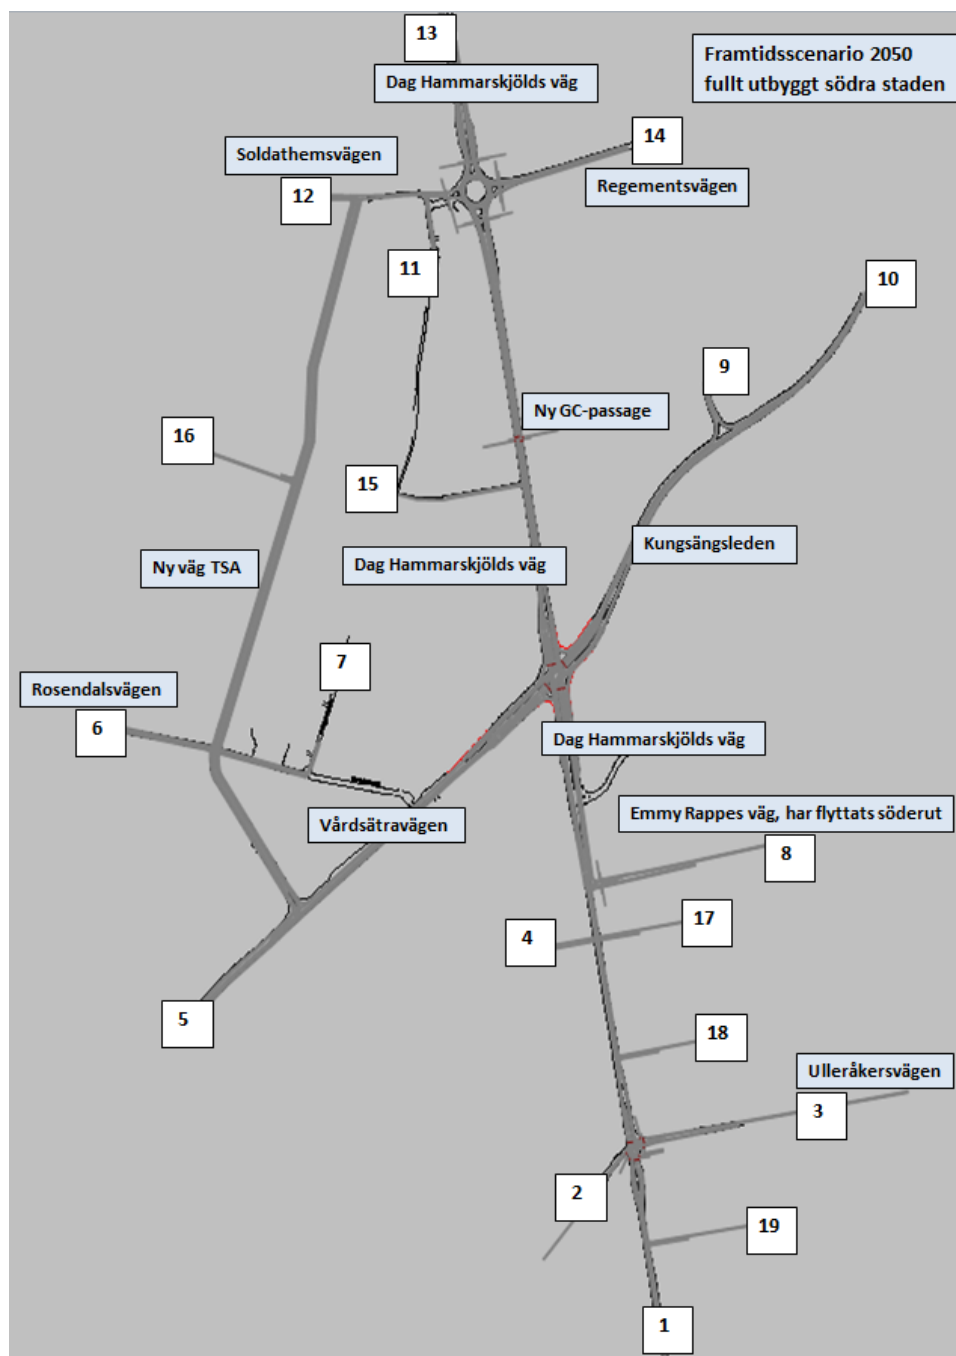 13
Framtidsscenario 2050
fullt utbyggt södra staden
Dag Hammarskjölds väg
14
Soldathemsvägen
Regementsvägen
12
11
10
9
Ny GC-passage
16
15
Kungsängsleden
Ny väg TSA
Dag Hammarskjölds väg
7
Rosendalsvägen
6
Dag Hammarskjölds väg
Vårdsätravägen
Emmy Rappes väg, har flyttats söderut
8
17
4
5
18
Ulleråkersvägen
3
2
19
1